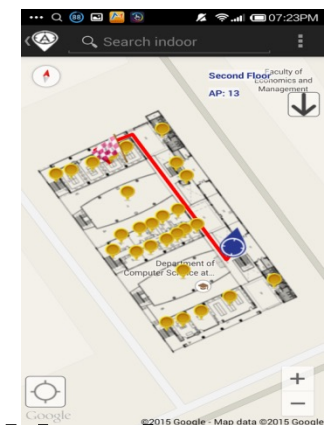 07:23PM
Search indoor
Second Floor
AP: 13
Faculty of
Economics and
Management
Department of
Computer Science at...
+
−
Google
©2015 Google - Map data ©2015 Google